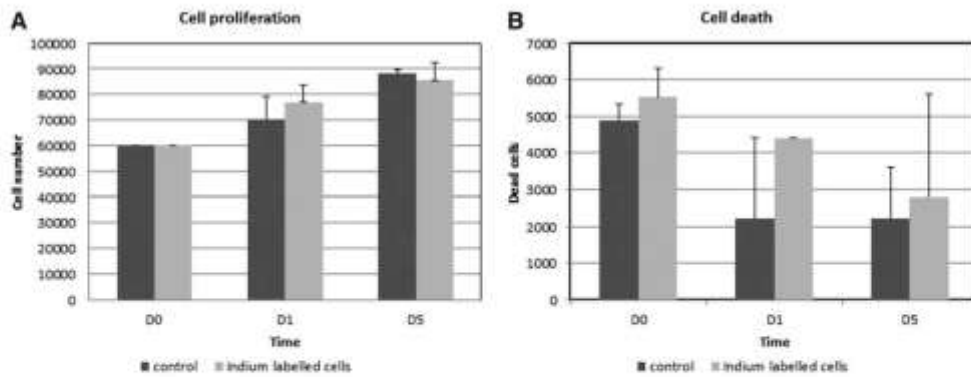 A
Cell proliferation
100000
90000
80000
70000
60000
50000
40000
30000
20000
10000
0
Cell number
D0
D1
D5
Time
control
Indium labelled cells
B
Cell death
7000
6000
5000
4000
3000
2000
1000
0
Dead cells
D0
D1
D5
Time
control
Indium labelled cells